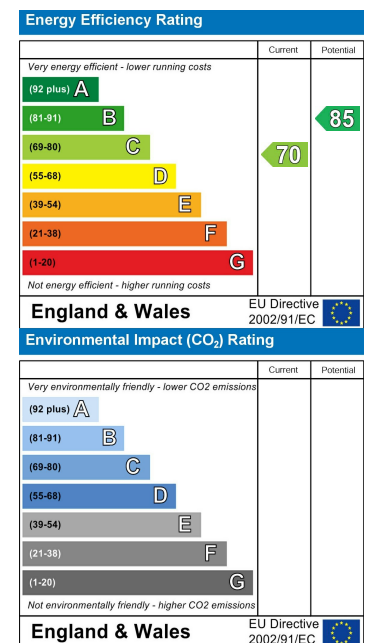 Energy Efficiency Rating
Current Potential
Very energy efficient - lower running costs
(92 plus) A
(81-91) B 85
(69-80) C 70
(55-68) D
(39-54) E
(21-38) F
(1-20) G
Not energy efficient - higher running costs
England & Wales EU Directive 2002/91/EC
Environmental Impact (CO₂) Rating
Current Potential
Very environmentally friendly - lower CO2 emissions
(92 plus) A
(81-91) B
(69-80) C
(55-68) D
(39-54) E
(21-38) F
(1-20) G
Not environmentally friendly - higher CO2 emissions
England & Wales EU Directive 2002/91/EC